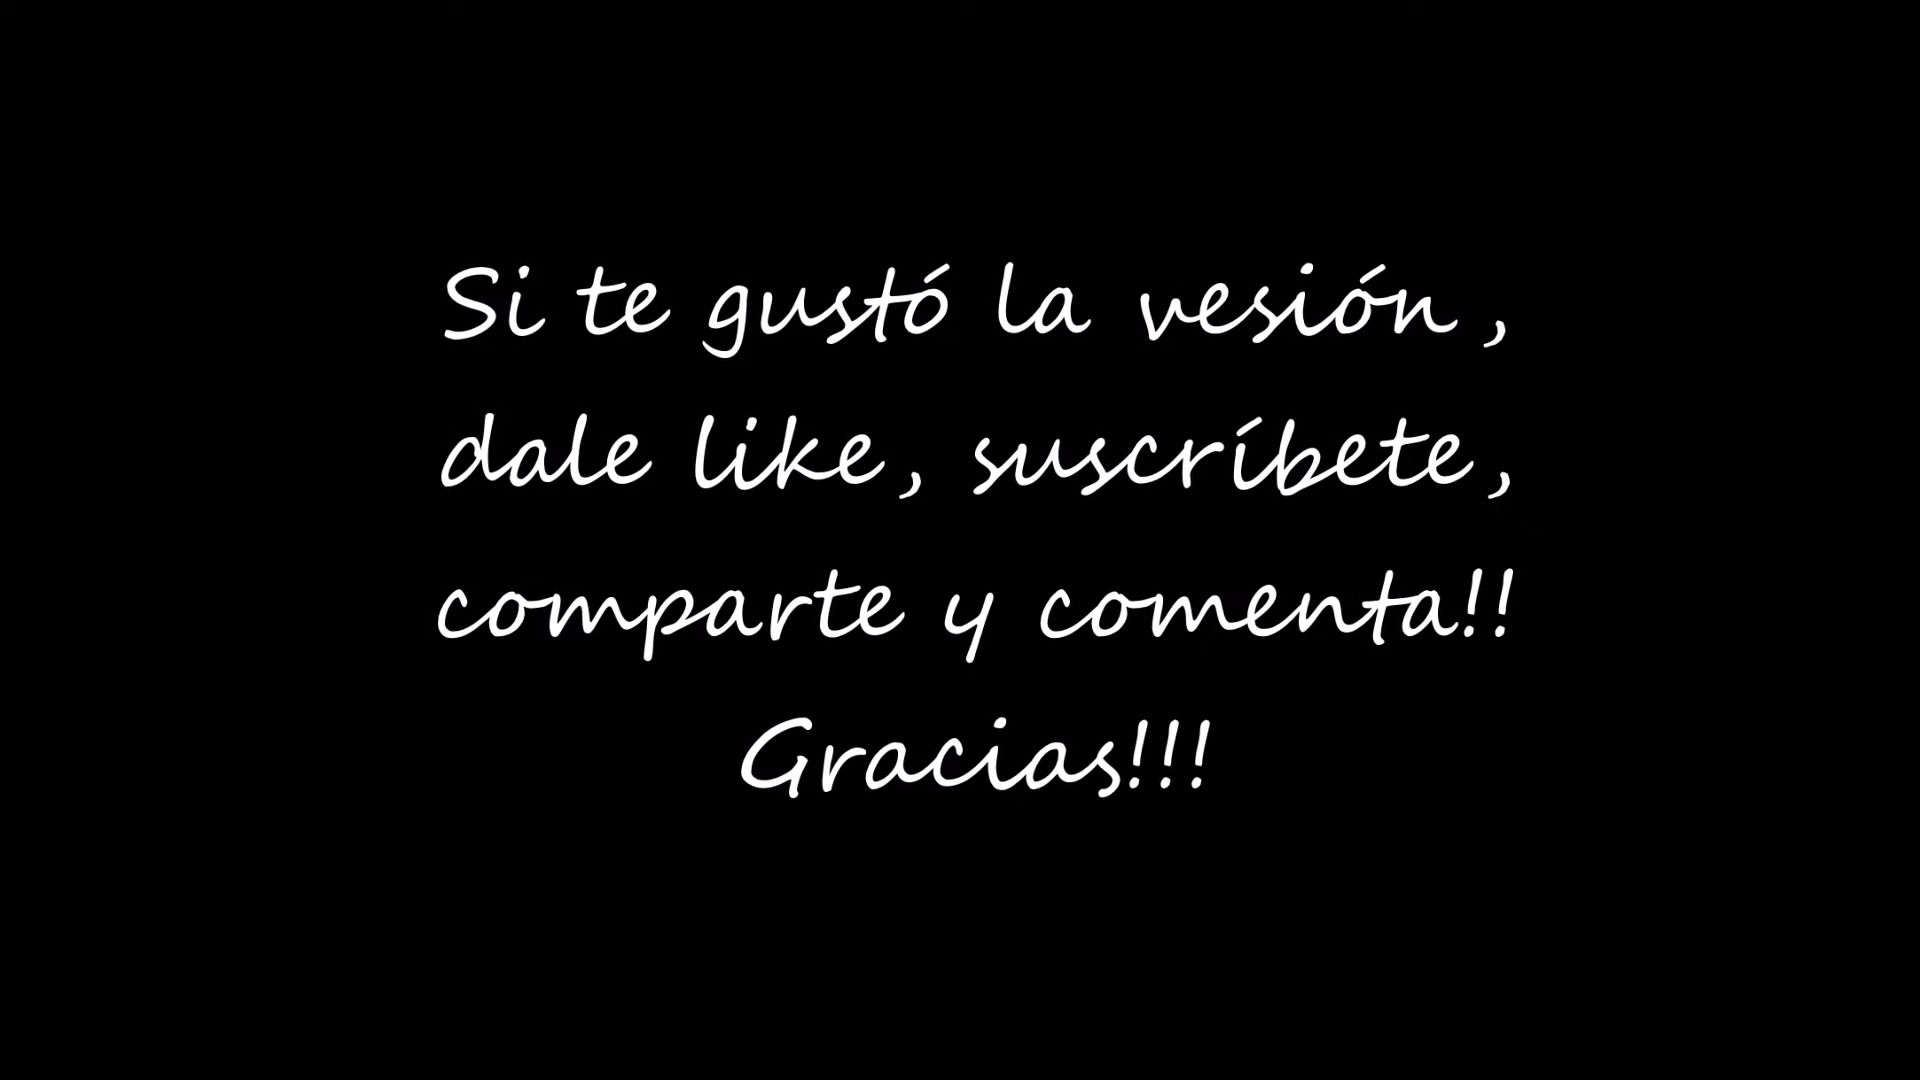 Si te gustó la vesión,
dale like, suscríbete,
comparte y comenta!!
Gracias!!!